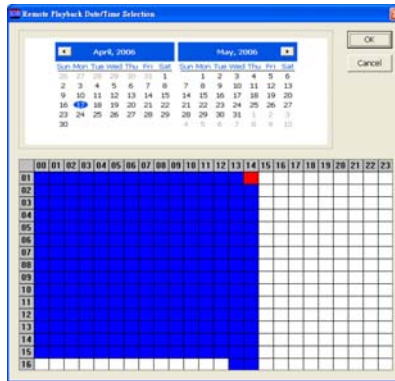 Remote Playback Date/Time Selection
OK
Cancel
April, 2006
Sun Mon Tue Wed Thu Fri Sat
26 27 28 29 30 31 1
2 3 4 5 6 7 8
9 10 11 12 13 14 15
16 17 18 19 20 21 22
23 24 25 26 27 28 29
30
May, 2006
Sun Mon Tue Wed Thu Fri Sat
1 2 3 4 5 6
7 8 9 10 11 12 13
14 15 16 17 18 19 20
21 22 23 24 25 26 27
28 29 30 31 1 2 3
4 5 6 7 8 9 10
00 01 02 03 04 05 06 07 08 09 10 11 12 13 14 15 16 17 18 19 20 21 22 23
01
02
03
04
05
06
07
08
09
10
11
12
13
14
15
16